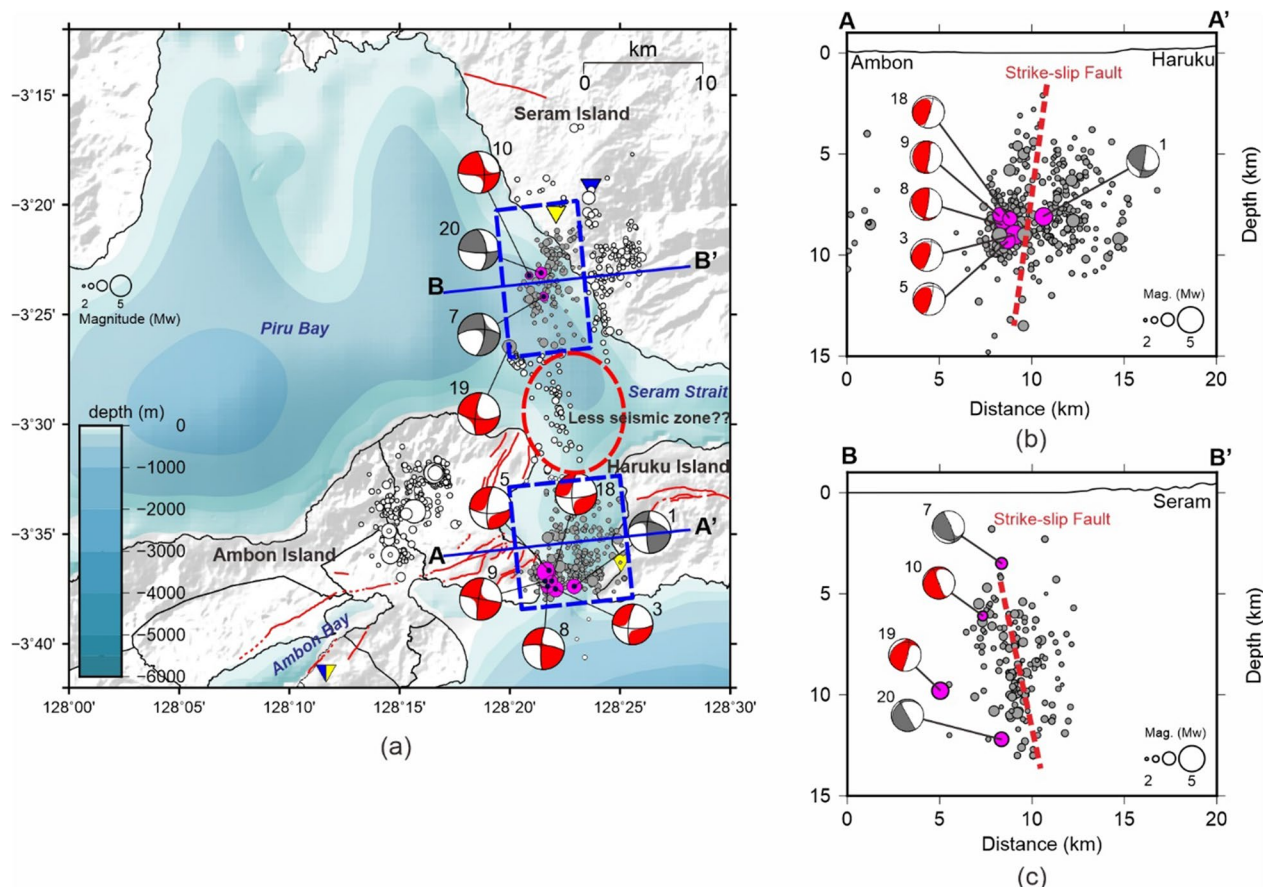 km
0 10
Seram Island
−3°15'
−3°20'
−3°25'
−3°30'
−3°35'
−3°40'
10
20
B
B'
7
19
2 5
Magnitude (Mw)
Piru Bay
Seram Strait
Less seismic zone??
depth (m)
0
−1000
−2000
−3000
−4000
−5000
−6000
Haruku Island
5
18
1
A
A'
Ambon Island
9
3
8
Ambon Bay
128°00' 128°05' 128°10' 128°15' 128°20' 128°25' 128°30'
(a)
A
A’
Ambon
Haruku
Strike-slip Fault
18
9
8
3
5
1
Mag. (Mw)
2 5
0
5
10
15
Depth (km)
0 5 10 15 20
Distance (km)
(b)
B
B’
Seram
Strike-slip Fault
7
10
19
20
Mag. (Mw)
2 5
0
5
10
15
Depth (km)
0 5 10 15 20
Distance (km)
(c)